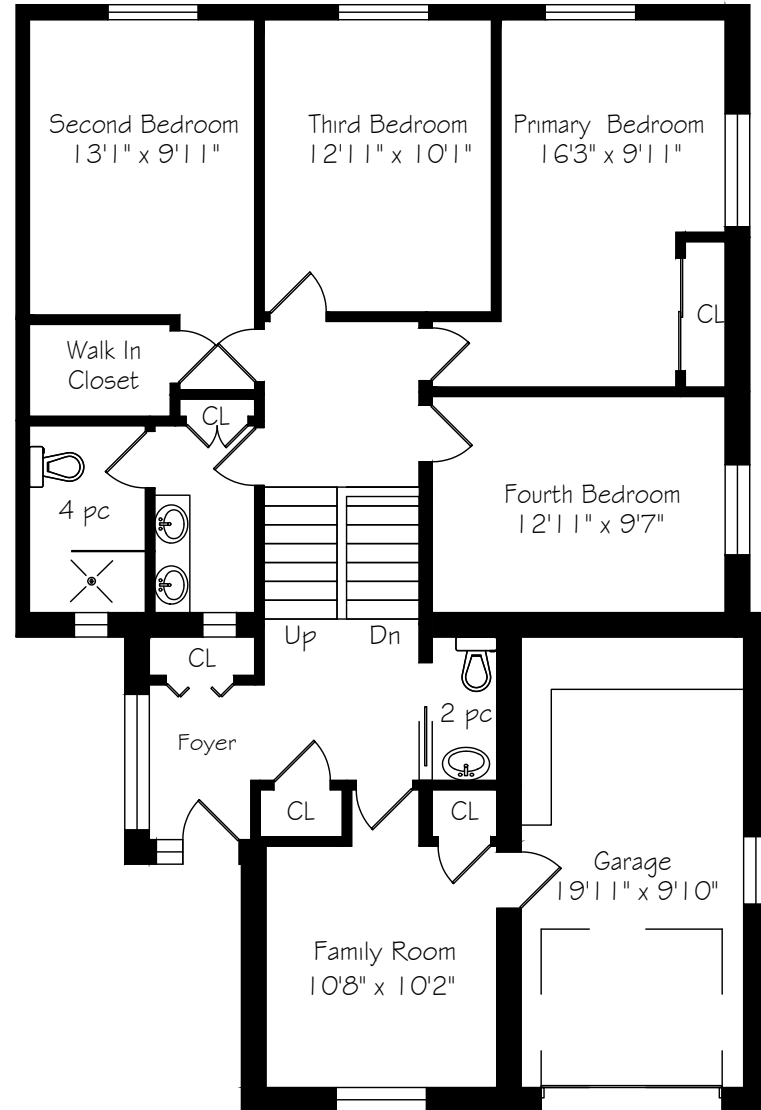 Second Bedroom
13'1" x 9'11"
Third Bedroom
12'11" x 10'1"
Primary Bedroom
16'3" x 9'11"
CL
Walk In
Closet
CL
4 pc
Fourth Bedroom
12'11" x 9'7"
Up
Dn
CL
2 pc
Foyer
CL
CL
Garage
19'11" x 9'10"
Family Room
10'8" x 10'2"